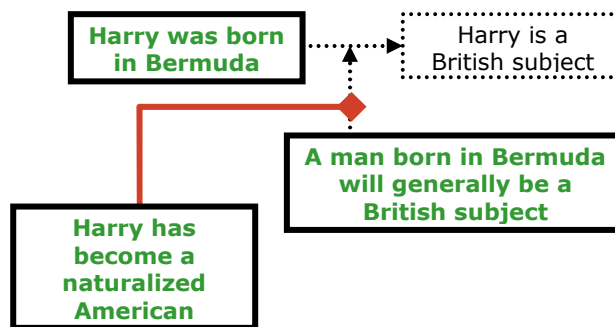 Harry was born
in Bermuda
Harry is a
British subject
A man born in Bermuda
will generally be a
British subject
Harry has
become a
naturalized
American